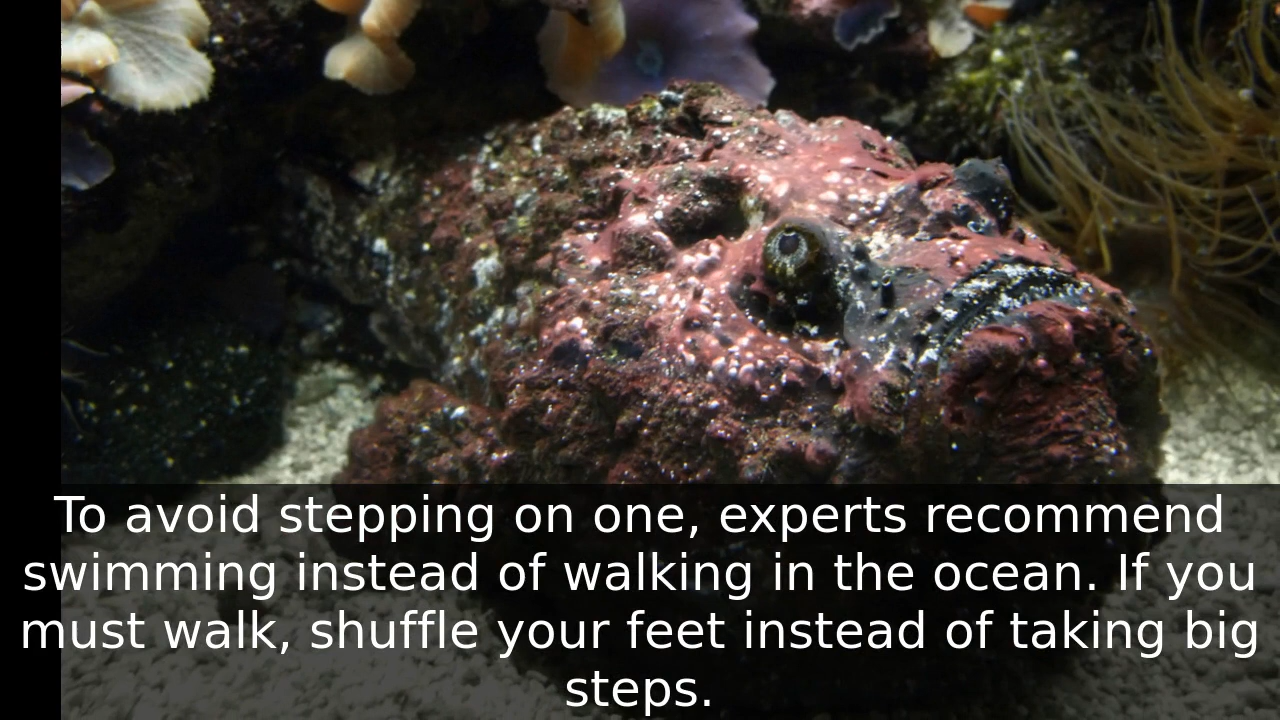 To avoid stepping on one, experts recommend
swimming instead of walking in the ocean. If you
must walk, shuffle your feet instead of taking big
steps.